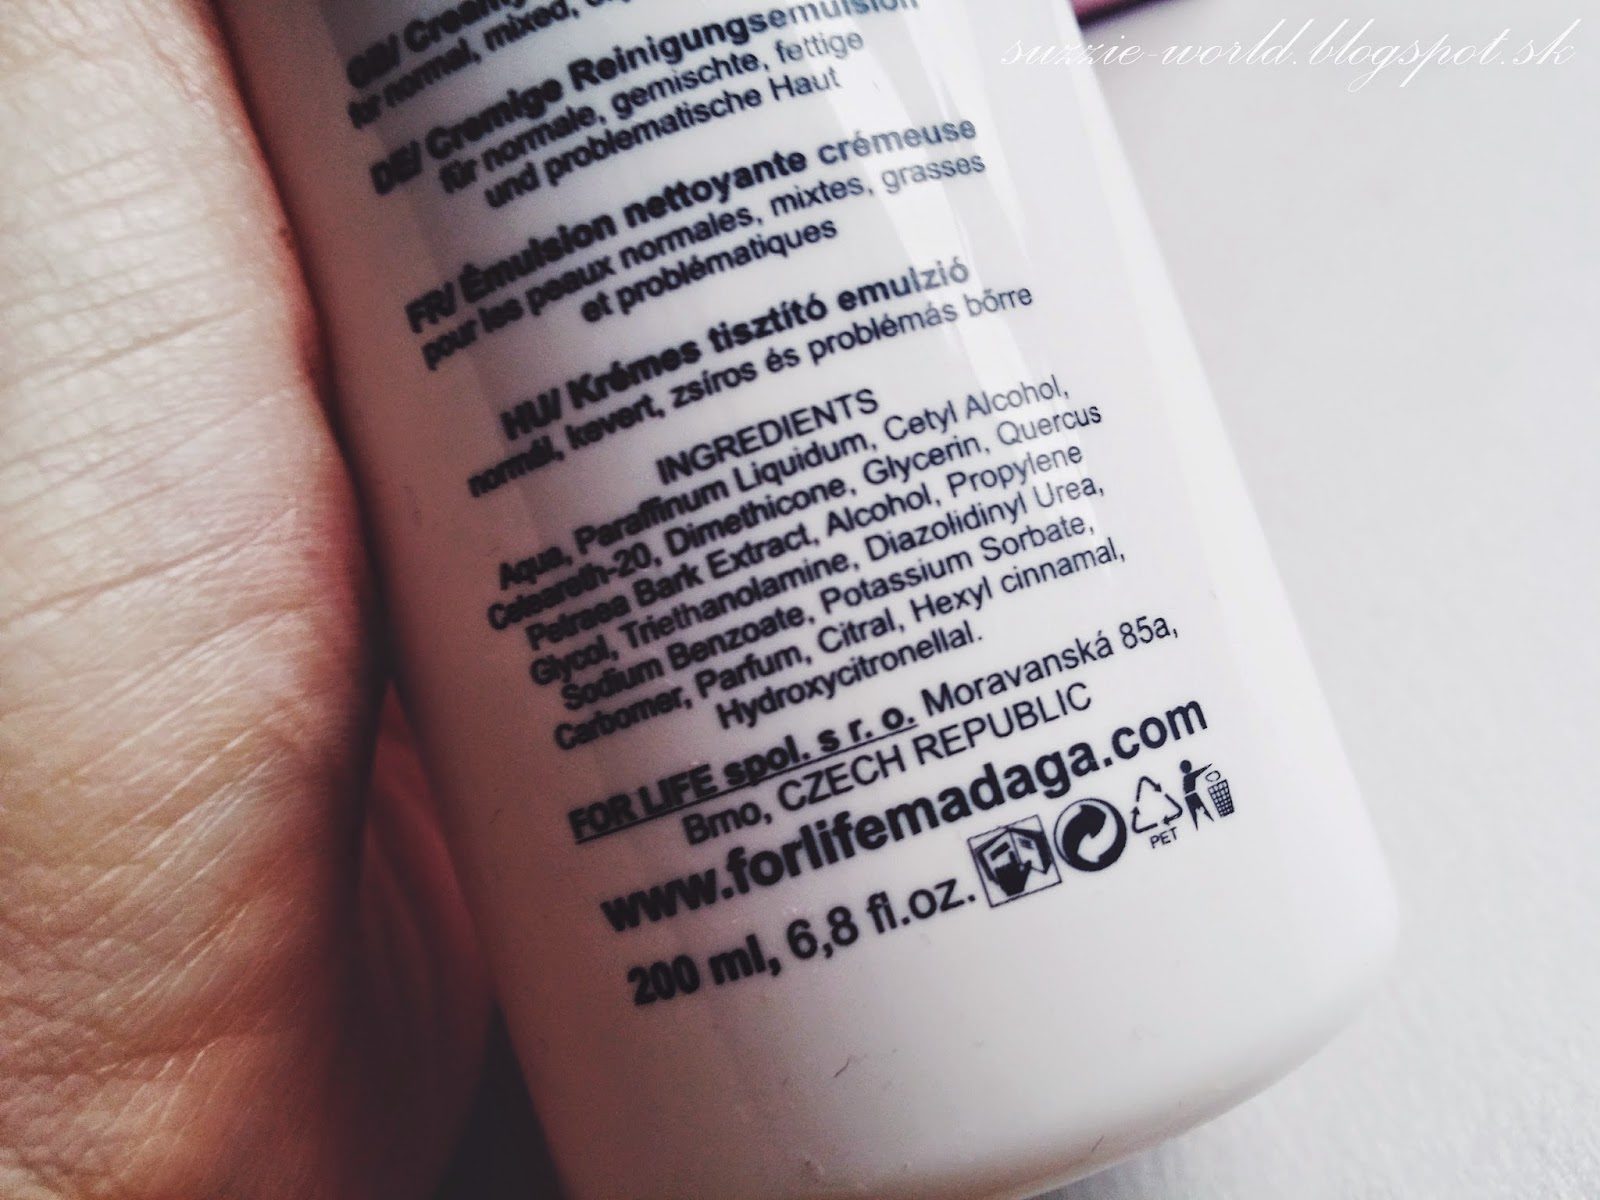 suzzie-world.blogspot.sk
GB/ Creamy
for normal, mixed,
DE/ Cremige Reinigungsemulsion
für normale, gemischte, fettige
und problematische Haut
FR/ Émulsion nettoyante crémeuse
pour les peaux normales, mixtes, grasses
et problématiques
HU/ Krémes tisztító emulzió
normál, kevert, zsíros és problémás bőrre
INGREDIENTS
Aqua, Paraffinum Liquidum, Cetyl Alcohol,
Ceteareth-20, Dimethicone, Glycerin, Quercus
Petraea Bark Extract, Alcohol, Propylene
Glycol, Triethanolamine, Diazolidinyl Urea,
Sodium Benzoate, Potassium Sorbate,
Carbomer, Parfum, Citral, Hexyl cinnamal,
Hydroxycitronellal.
FOR LIFE spol. s r. o. Moravanská 85a,
Brno, CZECH REPUBLIC
www.forlifemadaga.com
200 ml, 6,8 fl.oz.
PET